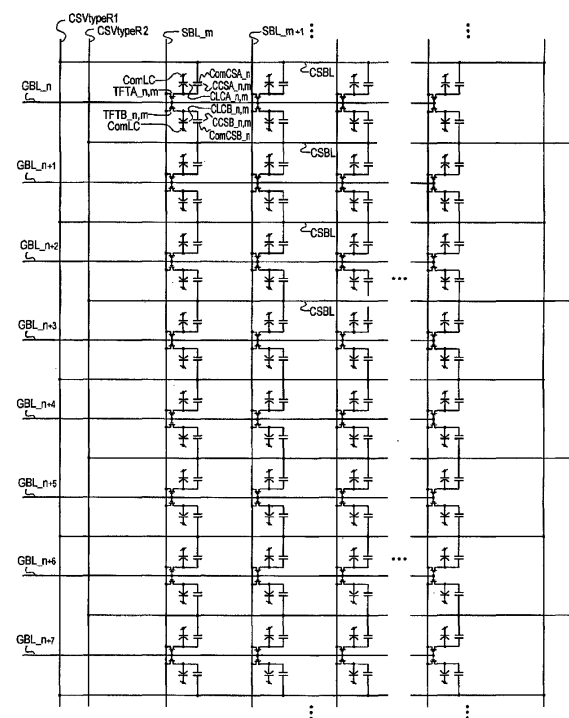 CSVtypeR1
CSVtypeR2
SBL_m
SBL_m+1
GBL_n
ComLC
TFTA_n,m
ComCSA_n
CCSA_n,m
CLCA_n,m
CSBL
TFTB_n,m
ComLC
CLCB_n,m
CCSB_n,m
ComCSB_n
CSBL
GBL_n+1
CSBL
GBL_n+2
CSBL
GBL_n+3
GBL_n+4
GBL_n+5
GBL_n+6
GBL_n+7